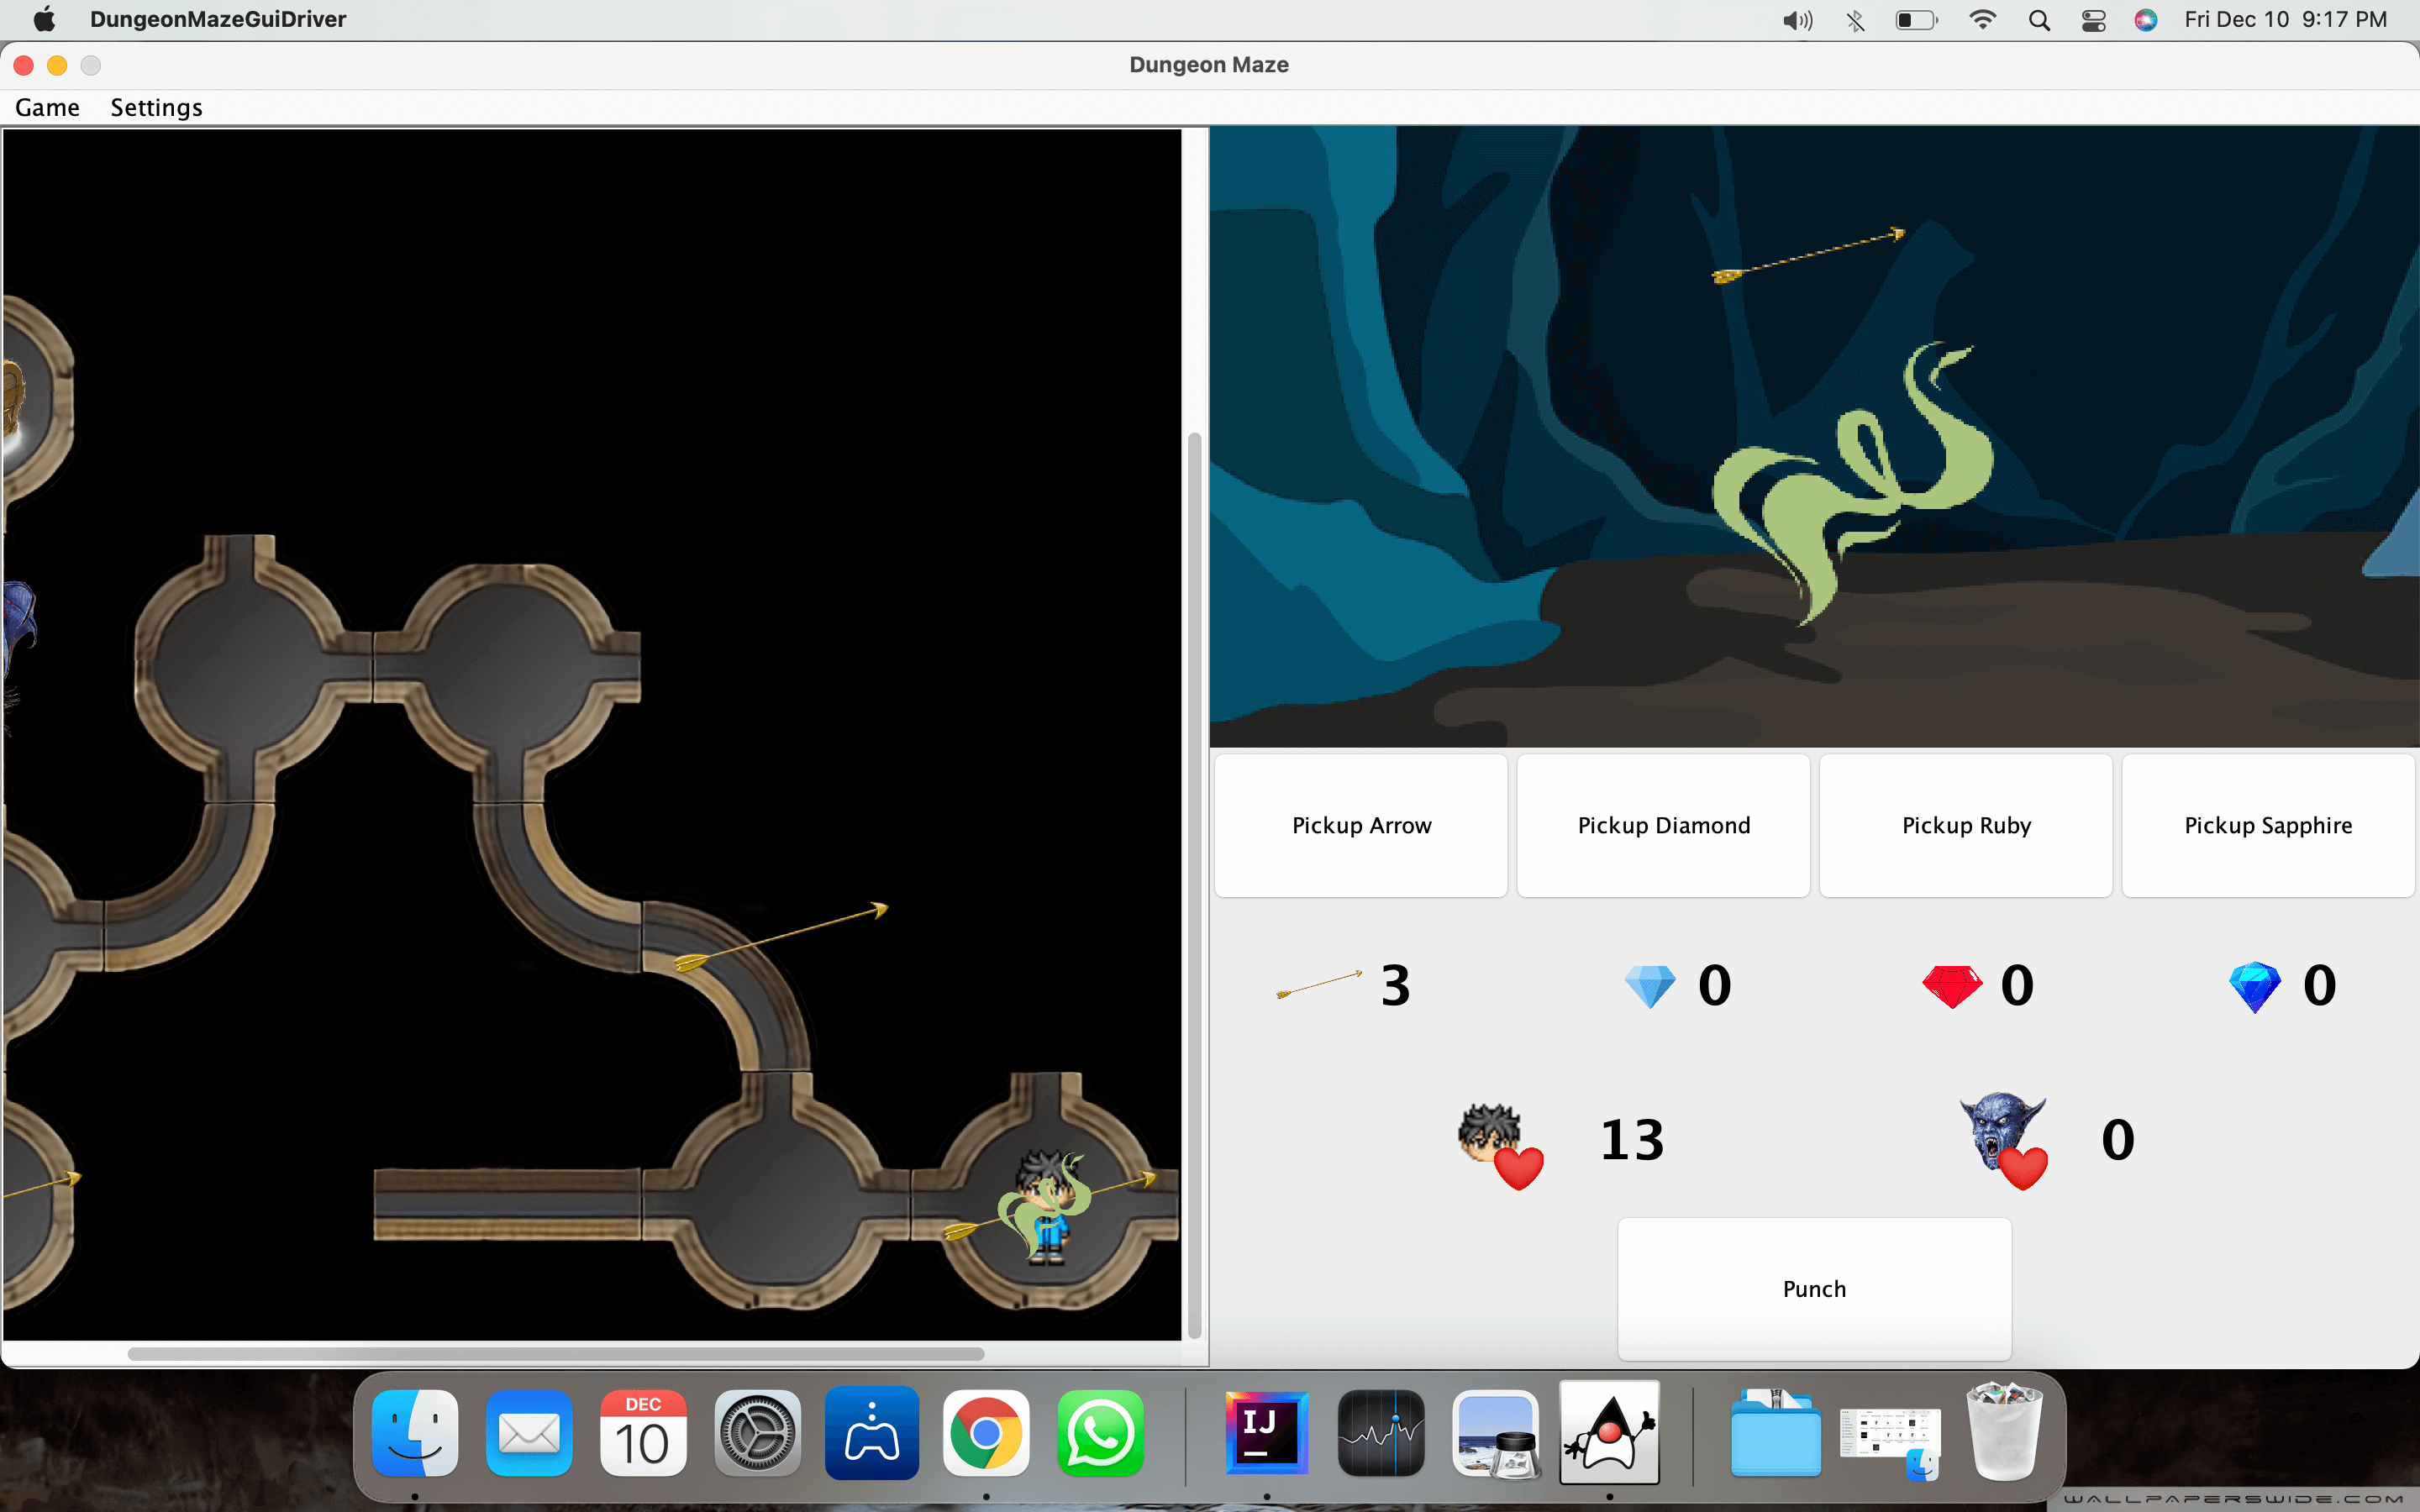 DungeonMazeGuiDriver
Fri Dec 10 9:17 PM
Dungeon Maze
Game Settings
Pickup Arrow Pickup Diamond Pickup Ruby Pickup Sapphire
3 0 0 0
13 0
Punch
DEC
10
IJ
WALLPAPERSWIDE.COM